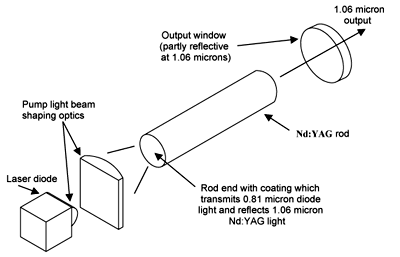 1.06 micron
output
Output window
(partly reflective
at 1.06 microns)
Pump light beam
shaping optics
Nd:YAG rod
Laser diode
Rod end with coating which
transmits 0.81 micron diode
light and reflects 1.06 micron
Nd:YAG light